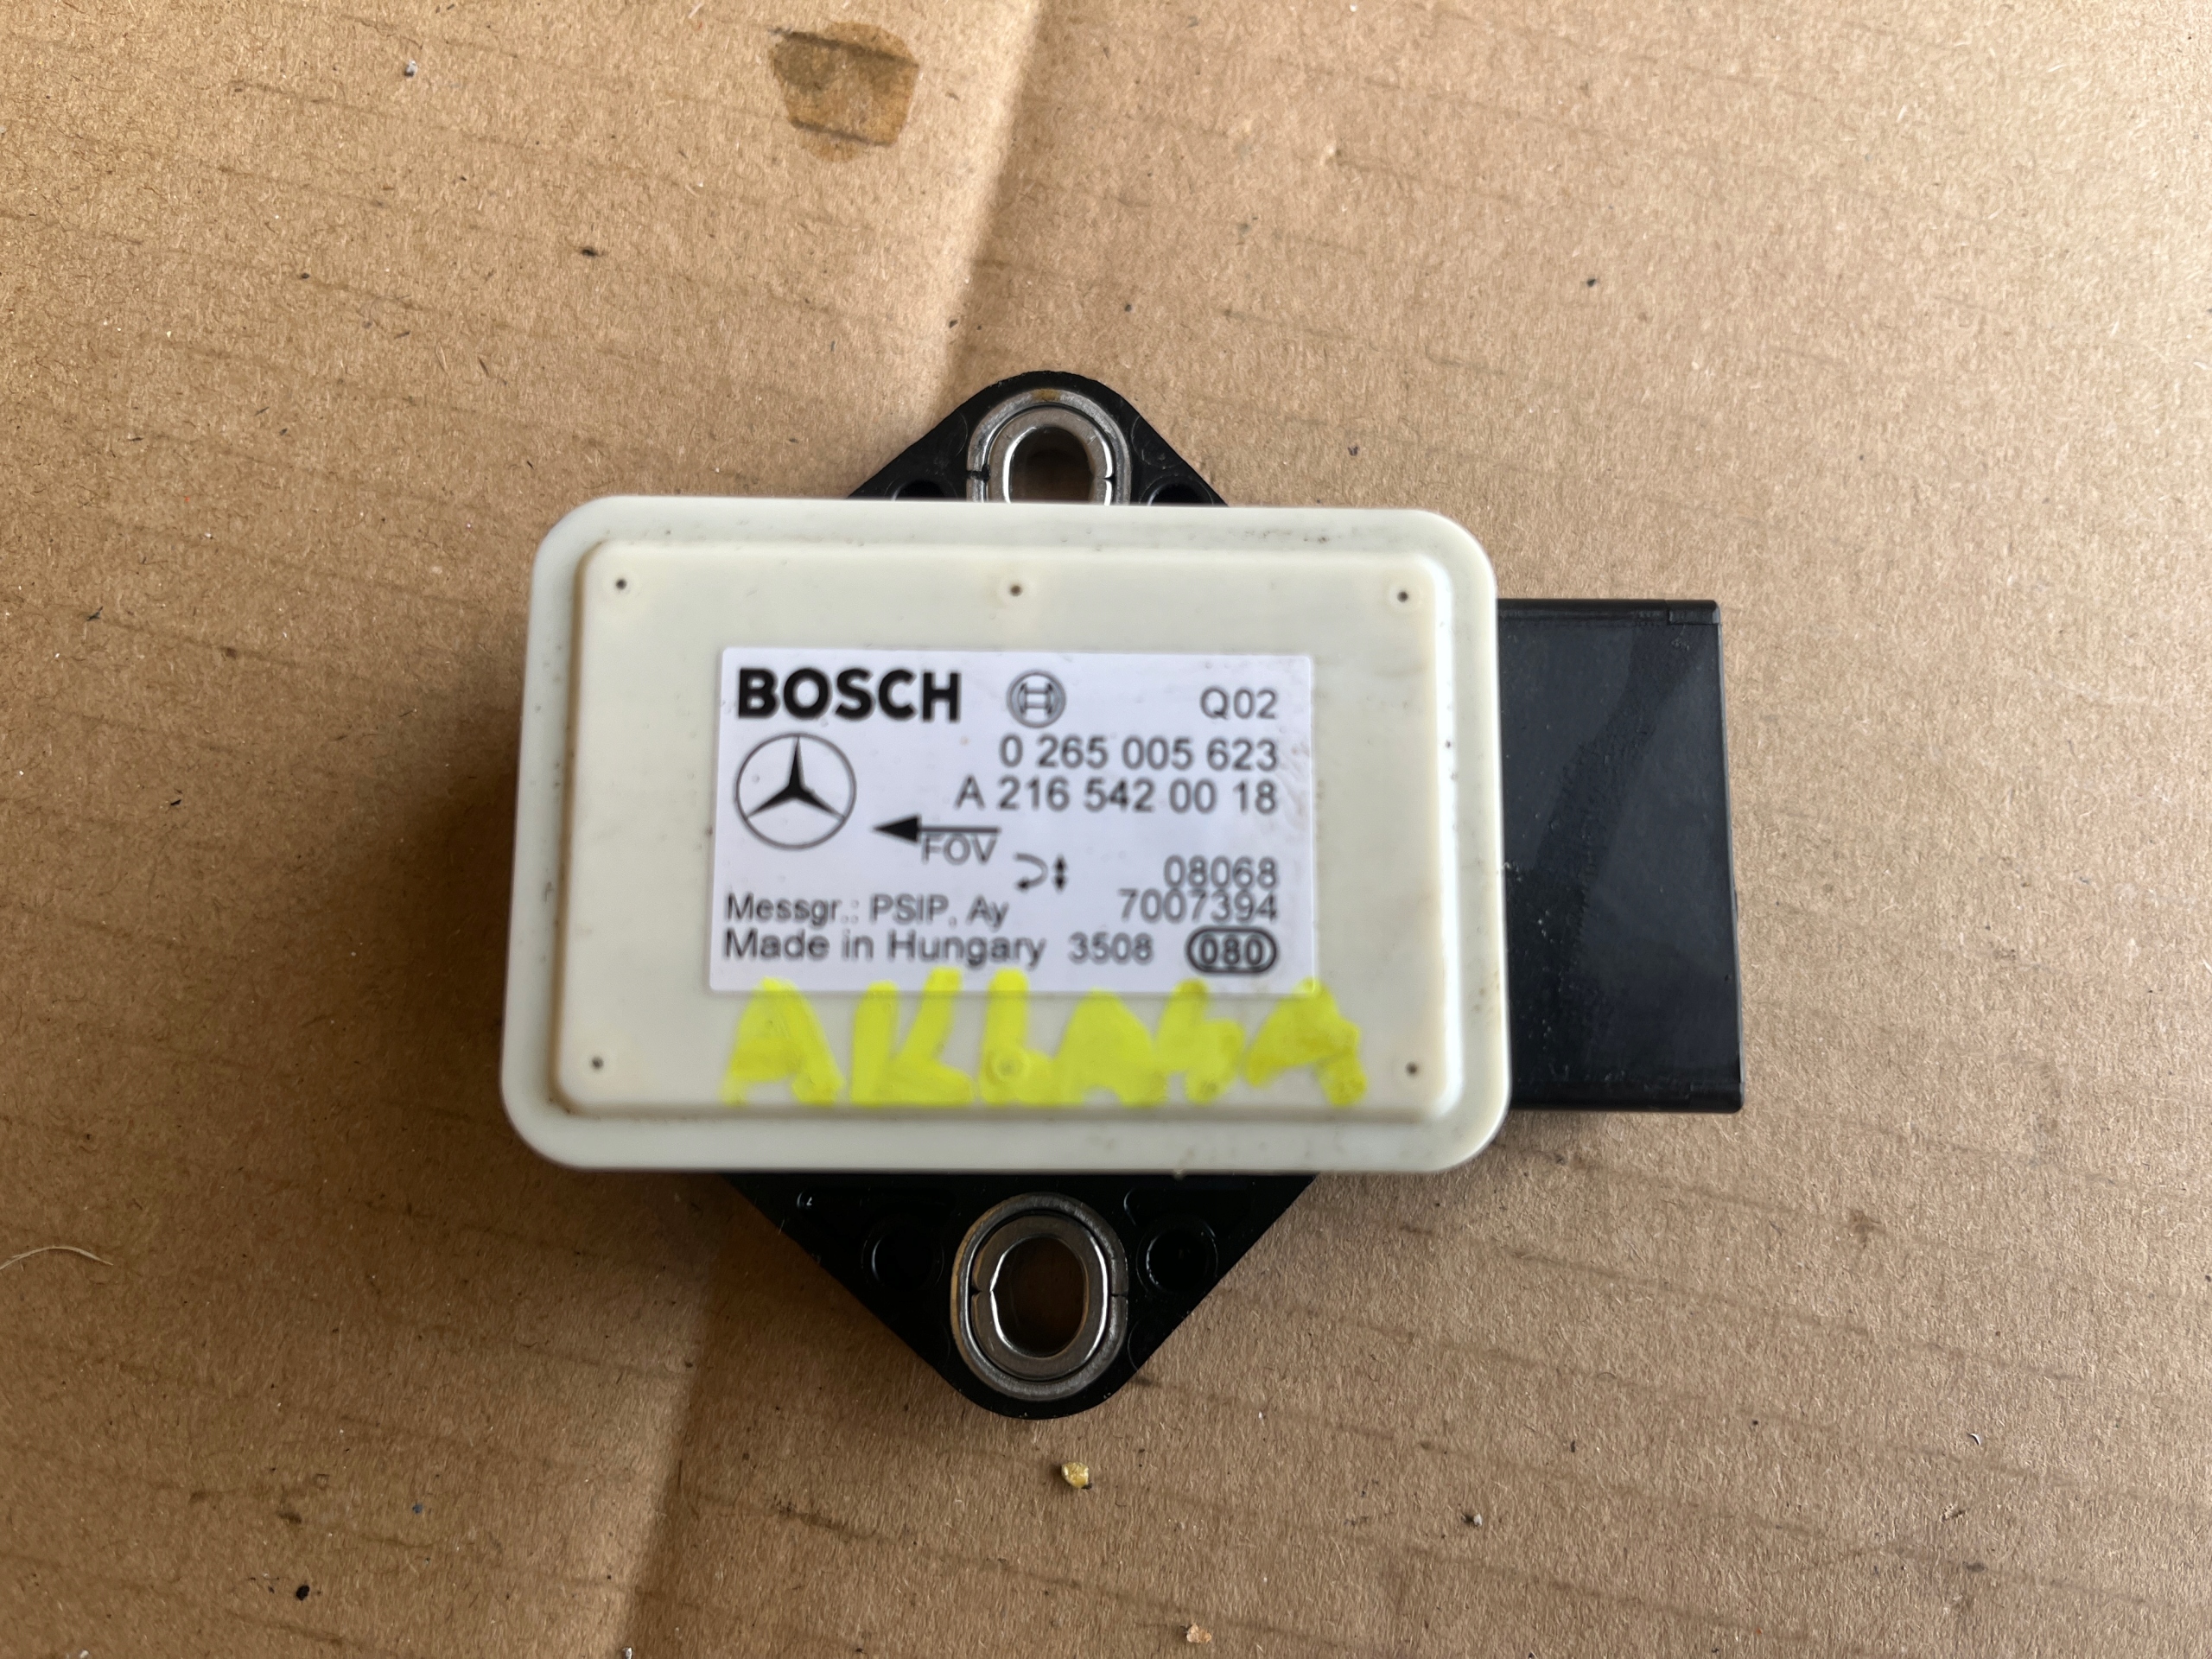 BOSCH Q02
0 265 005 623
A 216 542 00 18
FOV
08068
Messgr.: PSIP, Ay 7007394
Made in Hungary 3508 080